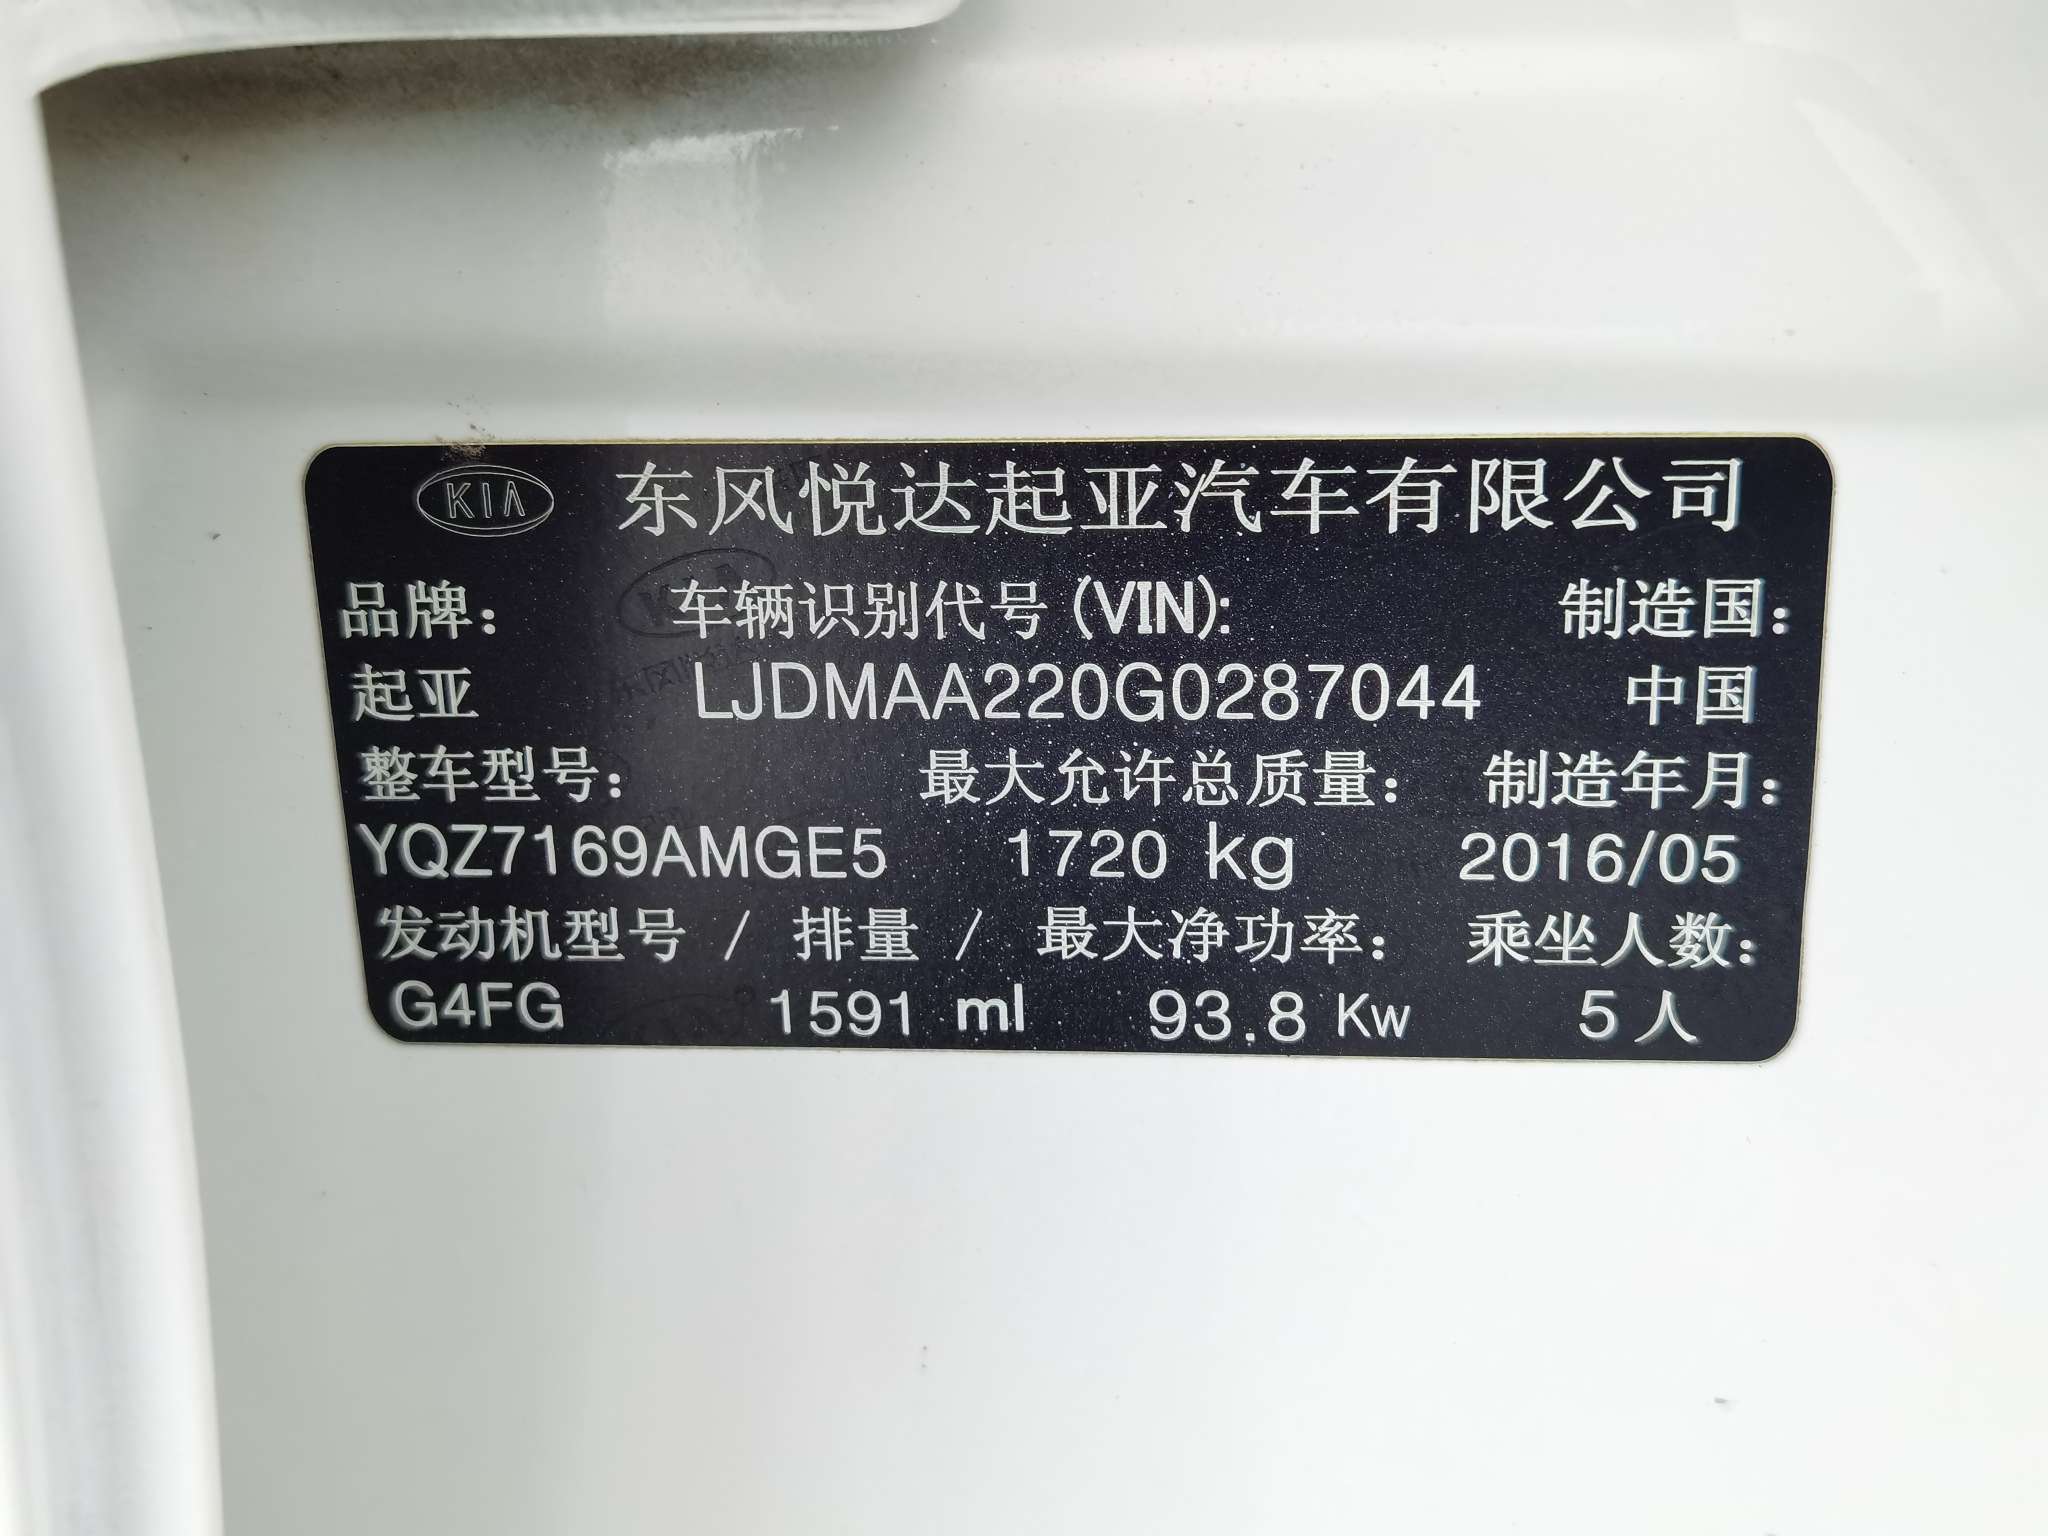 KIA 东风悦达起亚汽车有限公司
品牌： 车辆识别代号 (VIN): 制造国：
起亚 LJDMAA220G0287044 中国
整车型号： 最大允许总质量： 制造年月：
YQZ7169AMGE5 1720 kg 2016/05
发动机型号 / 排量 / 最大净功率： 乘坐人数：
G4FG 1591 ml 93.8 Kw 5 人